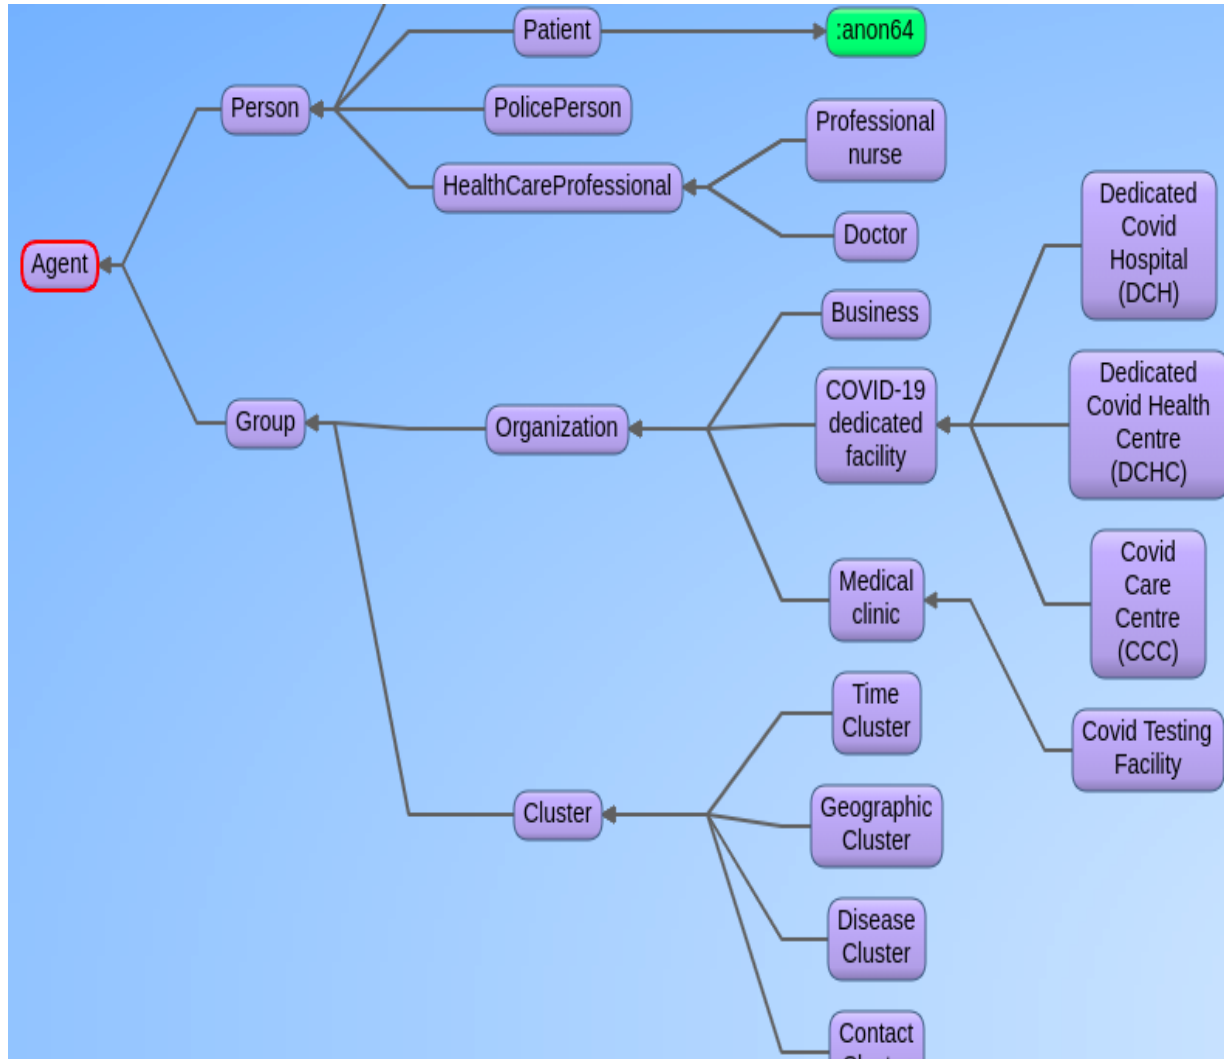 Patient
:anon64
Person
PolicePerson
Professional
nurse
HealthCareProfessional
Doctor
Agent
Dedicated
Covid
Hospital
(DCH)
Business
Group
Organization
COVID-19
dedicated
facility
Dedicated
Covid Health
Centre
(DCHC)
Medical
clinic
Covid
Care
Centre
(CCC)
Time
Cluster
Covid Testing
Facility
Cluster
Geographic
Cluster
Disease
Cluster
Contact